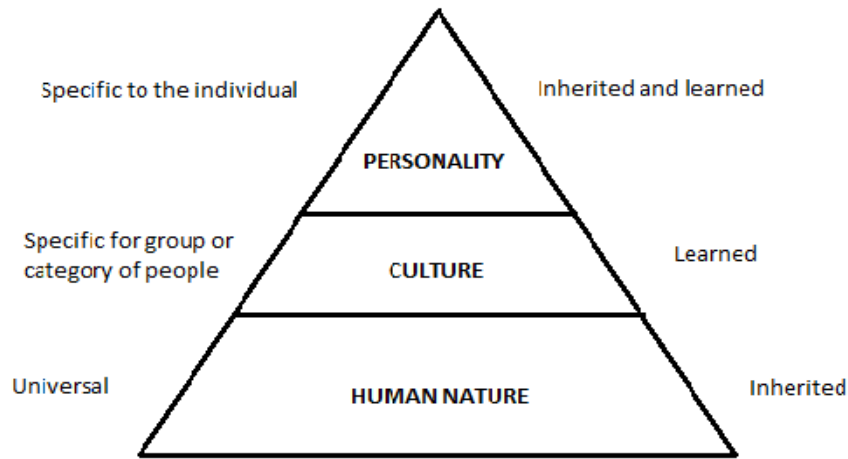 Specific to the individual
Inherited and learned
PERSONALITY
Specific for group or
category of people
CULTURE
Learned
Universal
HUMAN NATURE
Inherited